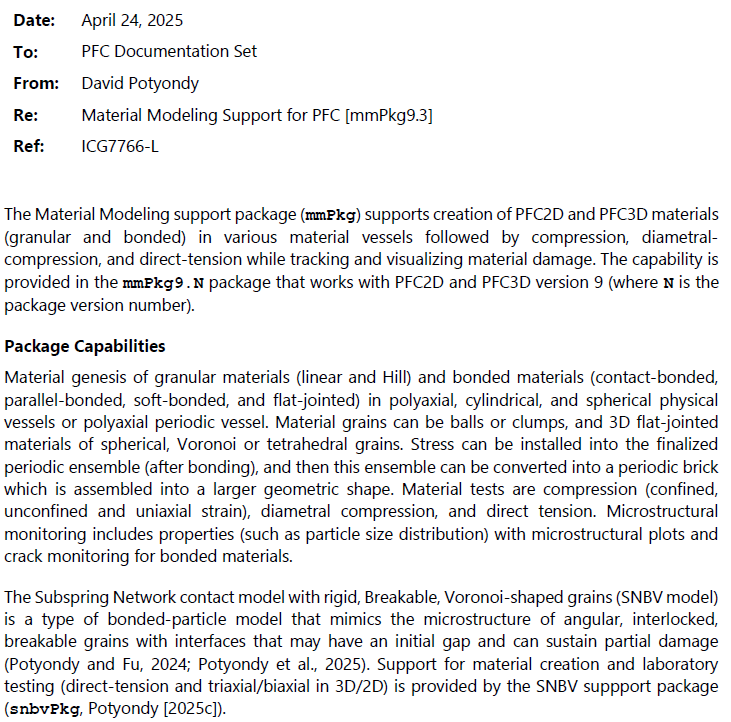 Date: April 24, 2025
To: PFC Documentation Set
From: David Potyondy
Re: Material Modeling Support for PFC [mmPkg9.3]
Ref: ICG7766-L
The Material Modeling support package (mmPkg) supports creation of PFC2D and PFC3D materials
(granular and bonded) in various material vessels followed by compression, diametral-
compression, and direct-tension while tracking and visualizing material damage. The capability is
provided in the mmPkg9.N package that works with PFC2D and PFC3D version 9 (where N is the
package version number).
Package Capabilities
Material genesis of granular materials (linear and Hill) and bonded materials (contact-bonded,
parallel-bonded, soft-bonded, and flat-jointed) in polyaxial, cylindrical, and spherical physical
vessels or polyaxial periodic vessel. Material grains can be balls or clumps, and 3D flat-jointed
materials of spherical, Voronoi or tetrahedral grains. Stress can be installed into the finalized
periodic ensemble (after bonding), and then this ensemble can be converted into a periodic brick
which is assembled into a larger geometric shape. Material tests are compression (confined,
unconfined and uniaxial strain), diametral compression, and direct tension. Microstructural
monitoring includes properties (such as particle size distribution) with microstructural plots and
crack monitoring for bonded materials.
The Subspring Network contact model with rigid, Breakable, Voronoi-shaped grains (SNBV model)
is a type of bonded-particle model that mimics the microstructure of angular, interlocked,
breakable grains with interfaces that may have an initial gap and can sustain partial damage
(Potyondy and Fu, 2024; Potyondy et al., 2025). Support for material creation and laboratory
testing (direct-tension and triaxial/biaxial in 3D/2D) is provided by the SNBV suppport package
(snbvPkg, Potyondy [2025c]).